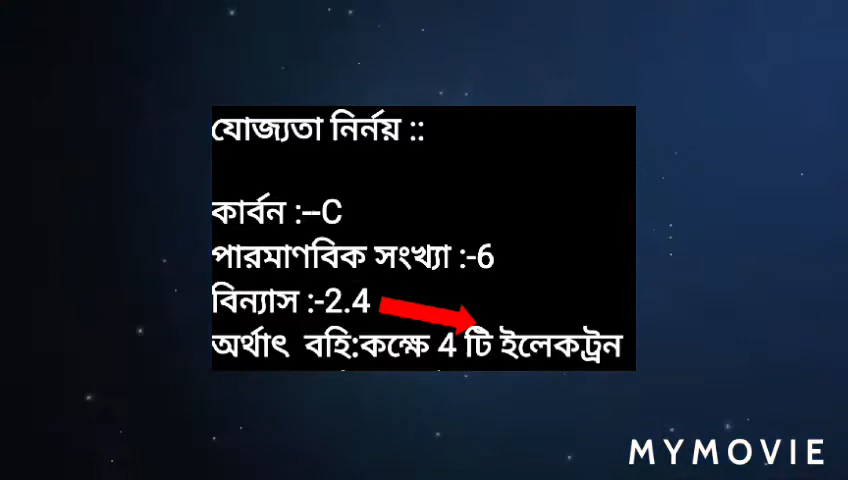 যোজ্যতা নির্নয় ::
কার্বন :–C
পারমাণবিক সংখ্যা :-6
বিন্যাস :-2.4
অর্থাৎ বহি:কক্ষে 4 টি ইলেকট্রন
MYMOVIE